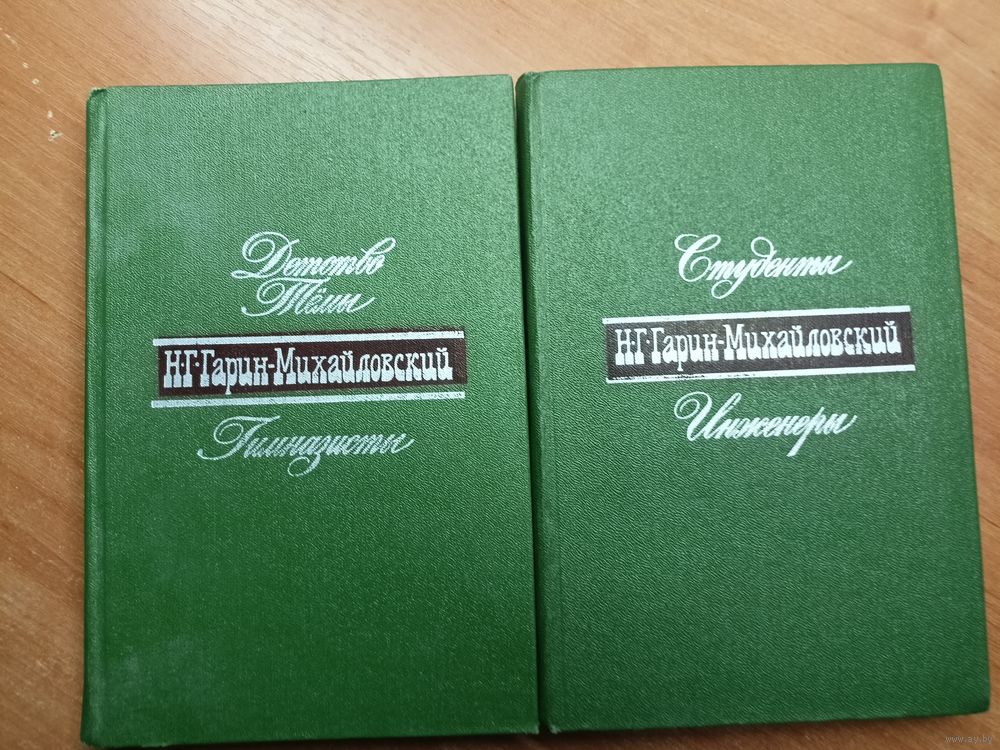 Детство
Тёмы
Н·Г·Гарин-Михайловский
Гимназисты
Студенты
Н·Г·Гарин-Михайловский
Инженеры
www.ay.by